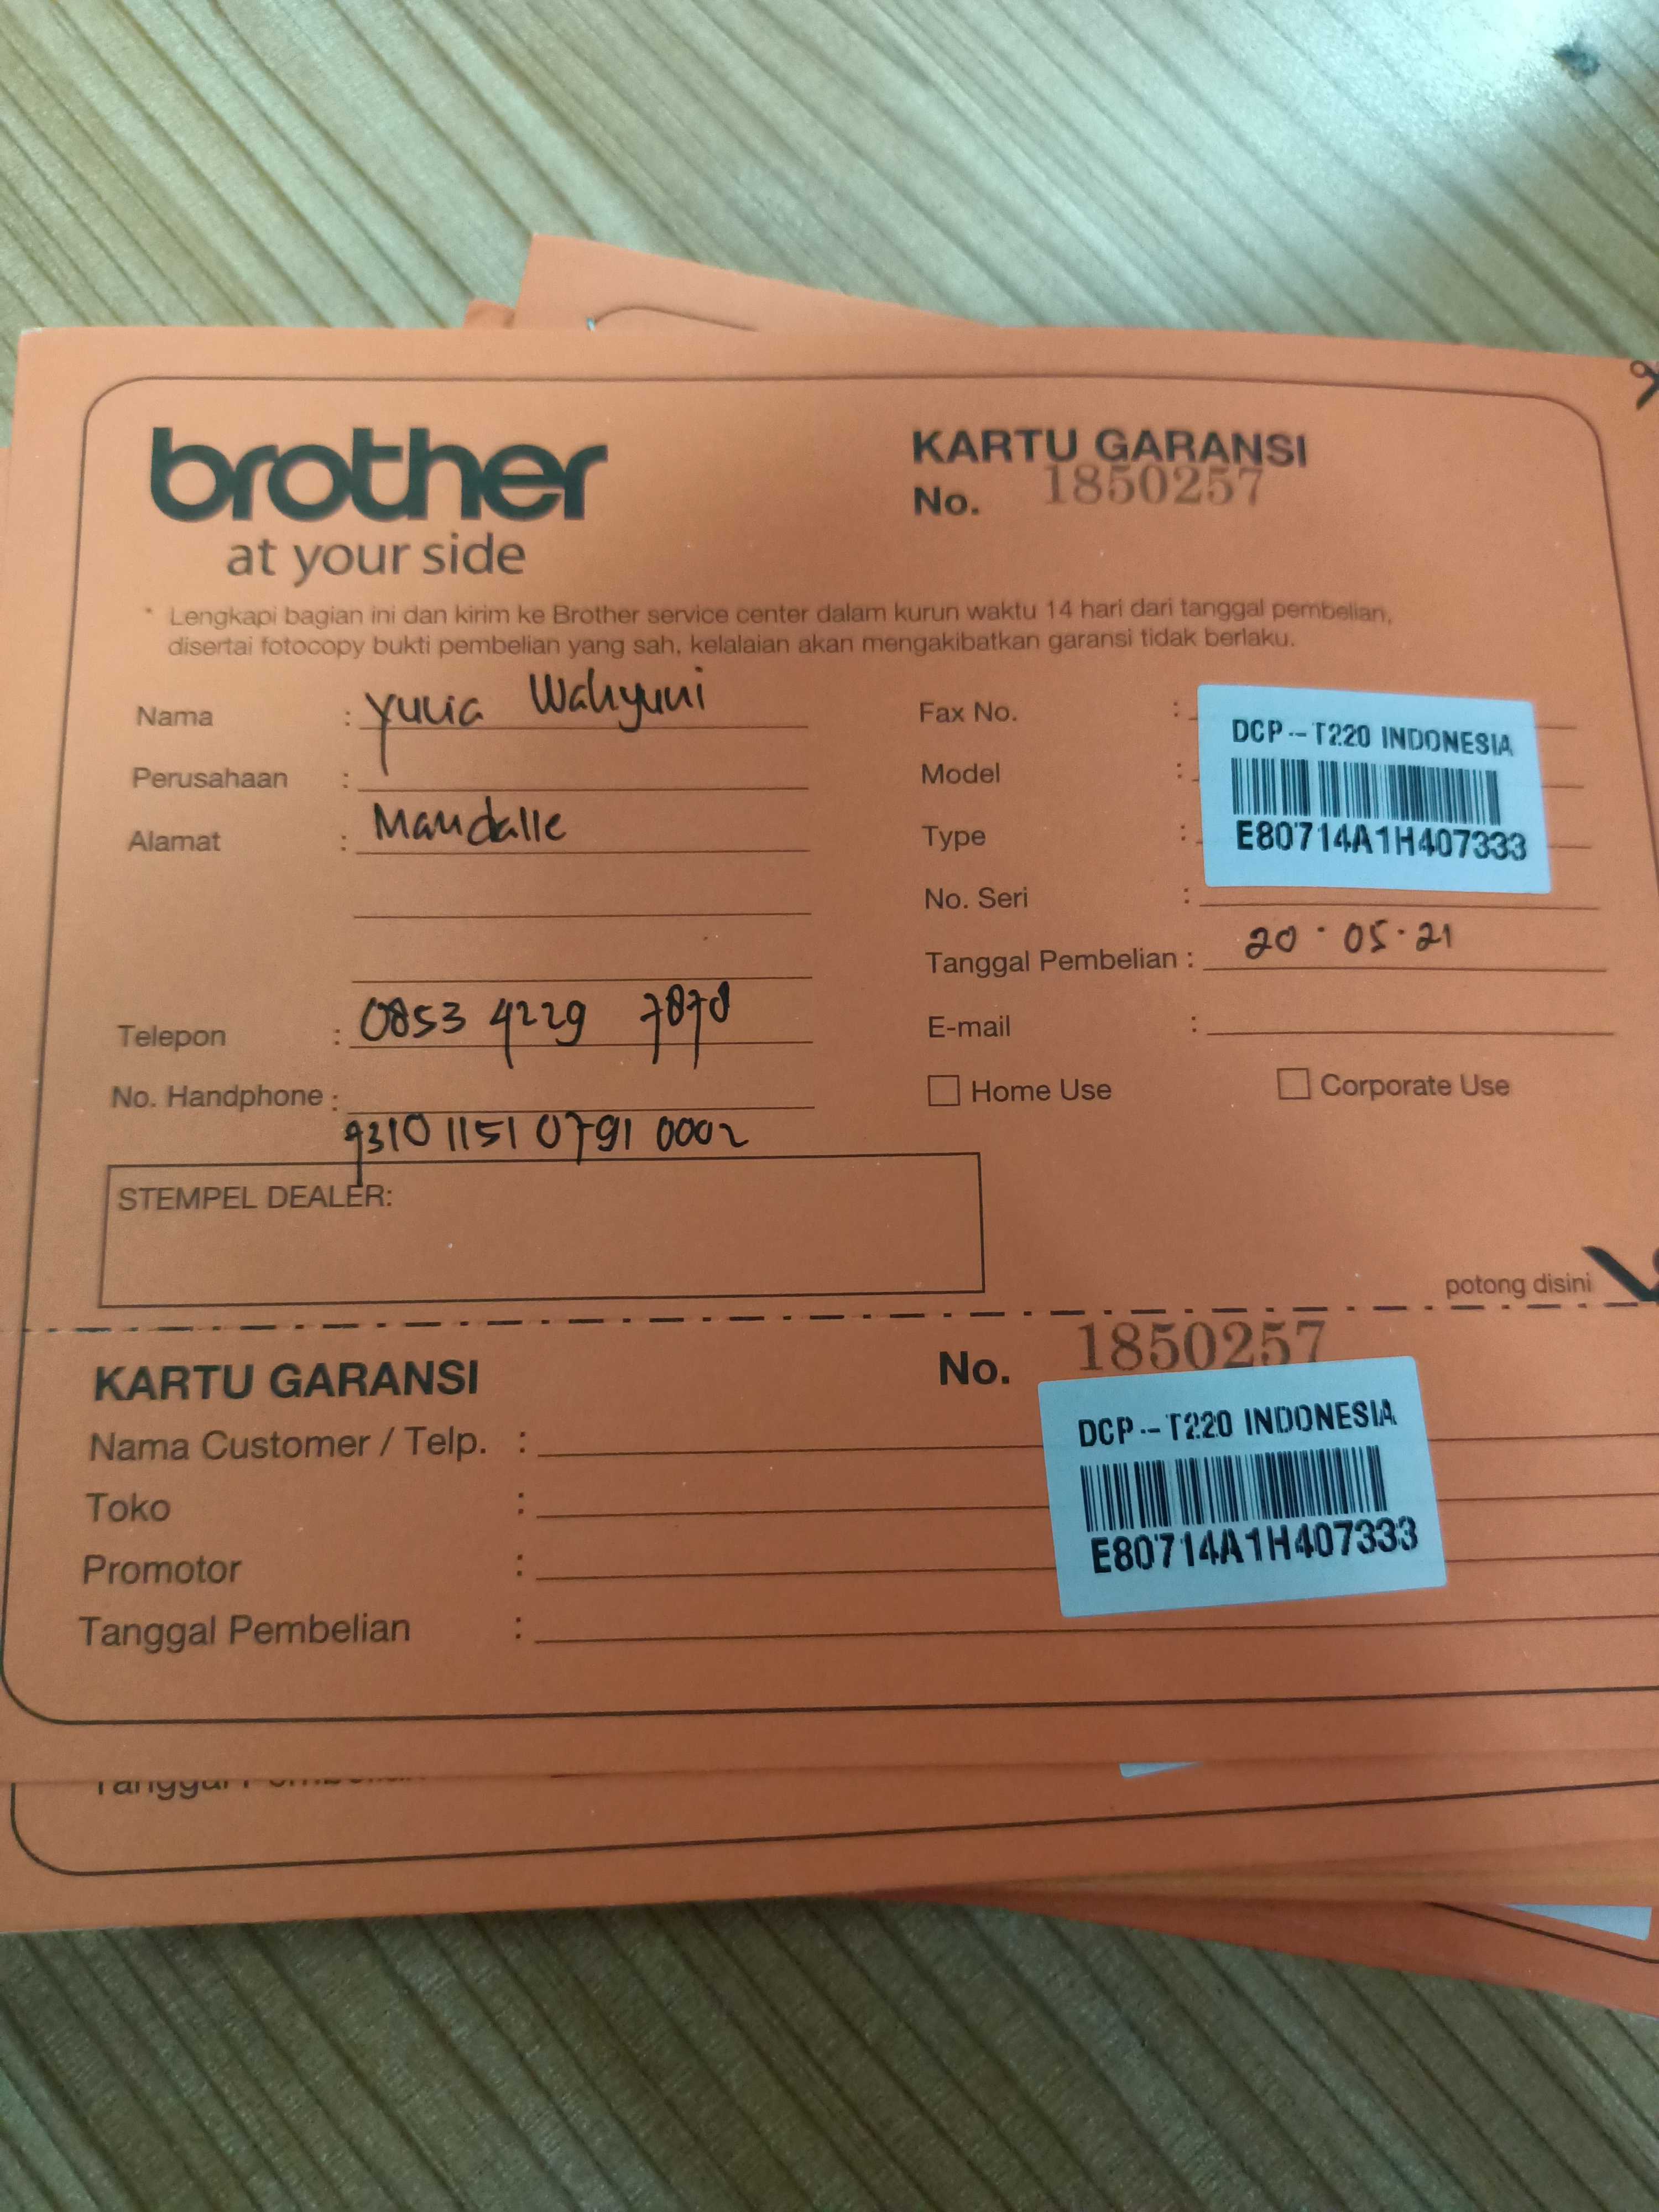 brother
at your side
KARTU GARANSI
No. 1850257
* Lengkapi bagian ini dan kirim ke Brother service center dalam kurun waktu 14 hari dari tanggal pembelian,
disertai fotocopy bukti pembelian yang sah, kelalaian akan mengakibatkan garansi tidak berlaku.
Nama : Yulia Wahyuni
Perusahaan :
Alamat : Mandalle
Telepon : 0853 4229 7878
No. Handphone :
73101151 0791 0002
Fax No. :
Model :
Type :
DCP-T220 INDONESIA
E80714A1H407333
No. Seri :
Tanggal Pembelian : 20 · 05 · 21
E-mail :
Home Use Corporate Use
STEMPEL DEALER:
potong disini
KARTU GARANSI No. 1850257
Nama Customer / Telp. :
Toko :
Promotor :
Tanggal Pembelian :
DCP-T220 INDONESIA
E80714A1H407333